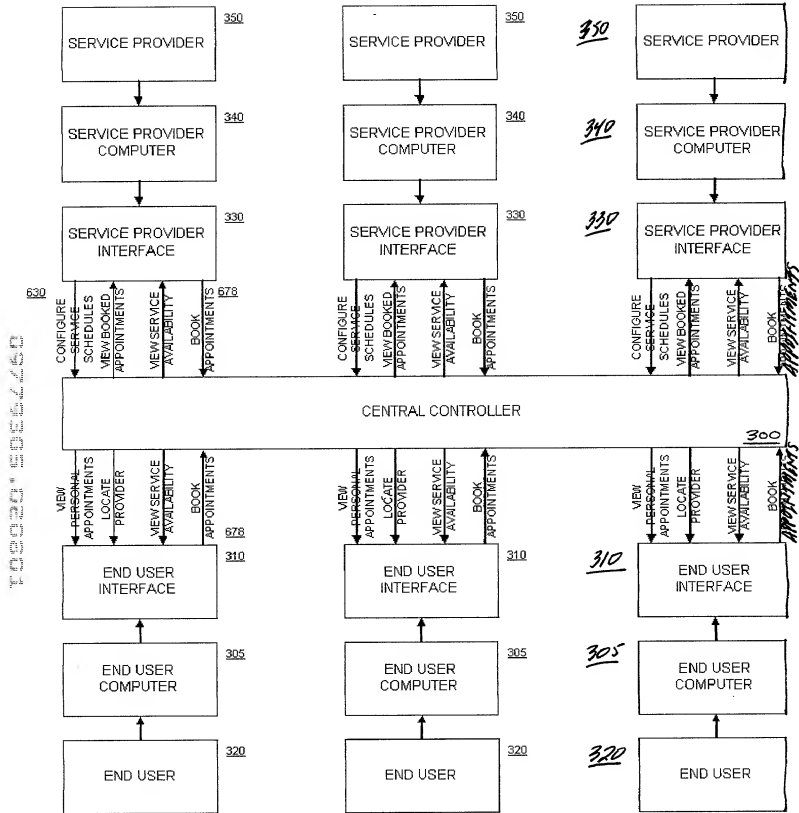 350
350
350
SERVICE PROVIDER
SERVICE PROVIDER
SERVICE PROVIDER
340
340
340
SERVICE PROVIDER
COMPUTER
SERVICE PROVIDER
COMPUTER
SERVICE PROVIDER
COMPUTER
330
330
330
SERVICE PROVIDER
INTERFACE
SERVICE PROVIDER
INTERFACE
SERVICE PROVIDER
INTERFACE
630
678
CONFIGURE
SERVICE
SCHEDULES
VIEW BOOKED
APPOINTMENTS
VIEW SERVICE
AVAILABILITY
BOOK
APPOINTMENTS
CONFIGURE
SERVICE
SCHEDULES
VIEW BOOKED
APPOINTMENTS
VIEW SERVICE
AVAILABILITY
BOOK
APPOINTMENTS
CONFIGURE
SERVICE
SCHEDULES
VIEW BOOKED
APPOINTMENTS
VIEW SERVICE
AVAILABILITY
BOOK
APPOINTMENTS
CENTRAL CONTROLLER
300
VIEW
PERSONAL
APPOINTMENTS
LOCATE
PROVIDER
VIEW SERVICE
AVAILABILITY
BOOK
APPOINTMENTS
VIEW
PERSONAL
APPOINTMENTS
LOCATE
PROVIDER
VIEW SERVICE
AVAILABILITY
BOOK
APPOINTMENTS
VIEW
PERSONAL
APPOINTMENTS
LOCATE
PROVIDER
VIEW SERVICE
AVAILABILITY
BOOK
APPOINTMENTS
678
310
310
310
END USER
INTERFACE
END USER
INTERFACE
END USER
INTERFACE
305
305
305
END USER
COMPUTER
END USER
COMPUTER
END USER
COMPUTER
320
320
320
END USER
END USER
END USER